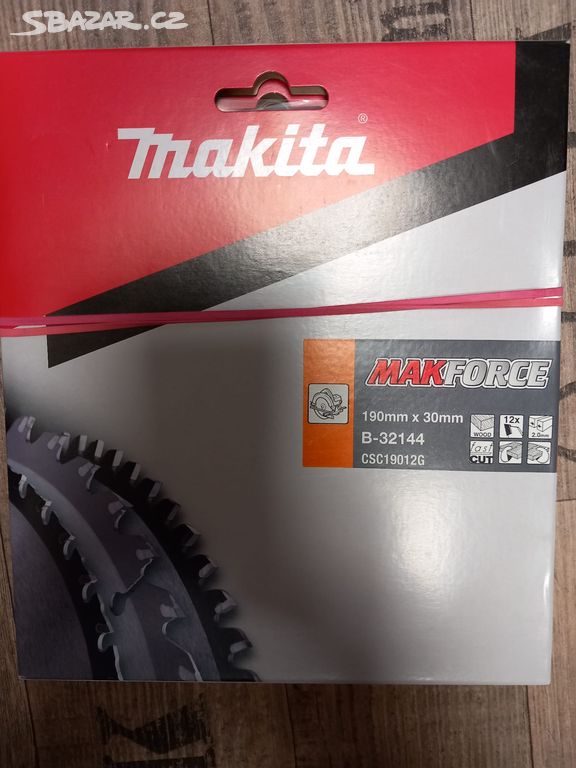 SBAZAR.CZ
makita®
MAKFORCE
190mm x 30mm
B-32144
CSC19012G
WOOD
12x
2.0mm
fast
CUT